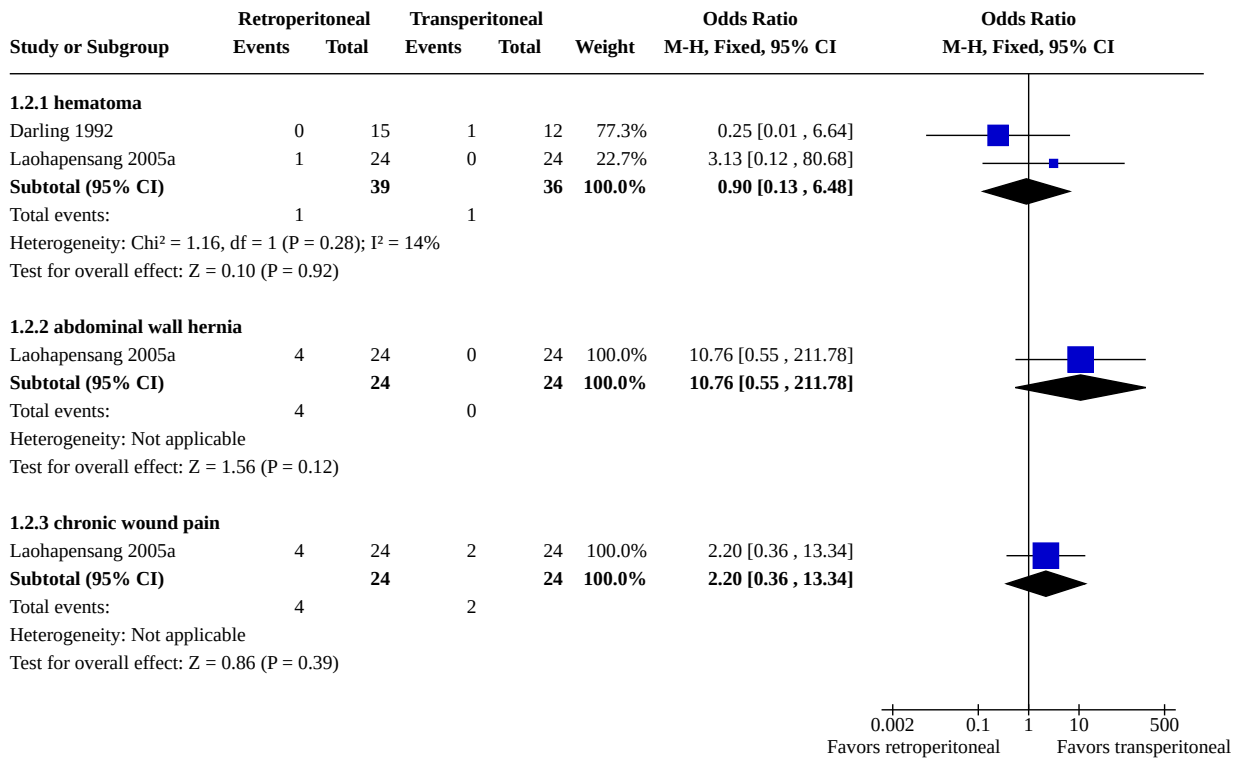 Retroperitoneal Transperitoneal Odds Ratio Odds Ratio
Study or Subgroup Events Total Events Total Weight M-H, Fixed, 95% CI M-H, Fixed, 95% CI
1.2.1 hematoma
Darling 1992 0 15 1 12 77.3% 0.25 [0.01 , 6.64]
Laohapensang 2005a 1 24 0 24 22.7% 3.13 [0.12 , 80.68]
Subtotal (95% CI) 39 36 100.0% 0.90 [0.13 , 6.48]
Total events: 1 1
Heterogeneity: Chi² = 1.16, df = 1 (P = 0.28); I² = 14%
Test for overall effect: Z = 0.10 (P = 0.92)
1.2.2 abdominal wall hernia
Laohapensang 2005a 4 24 0 24 100.0% 10.76 [0.55 , 211.78]
Subtotal (95% CI) 24 24 100.0% 10.76 [0.55 , 211.78]
Total events: 4 0
Heterogeneity: Not applicable
Test for overall effect: Z = 1.56 (P = 0.12)
1.2.3 chronic wound pain
Laohapensang 2005a 4 24 2 24 100.0% 2.20 [0.36 , 13.34]
Subtotal (95% CI) 24 24 100.0% 2.20 [0.36 , 13.34]
Total events: 4 2
Heterogeneity: Not applicable
Test for overall effect: Z = 0.86 (P = 0.39)
0.002 0.1 1 10 500
Favors retroperitoneal Favors transperitoneal